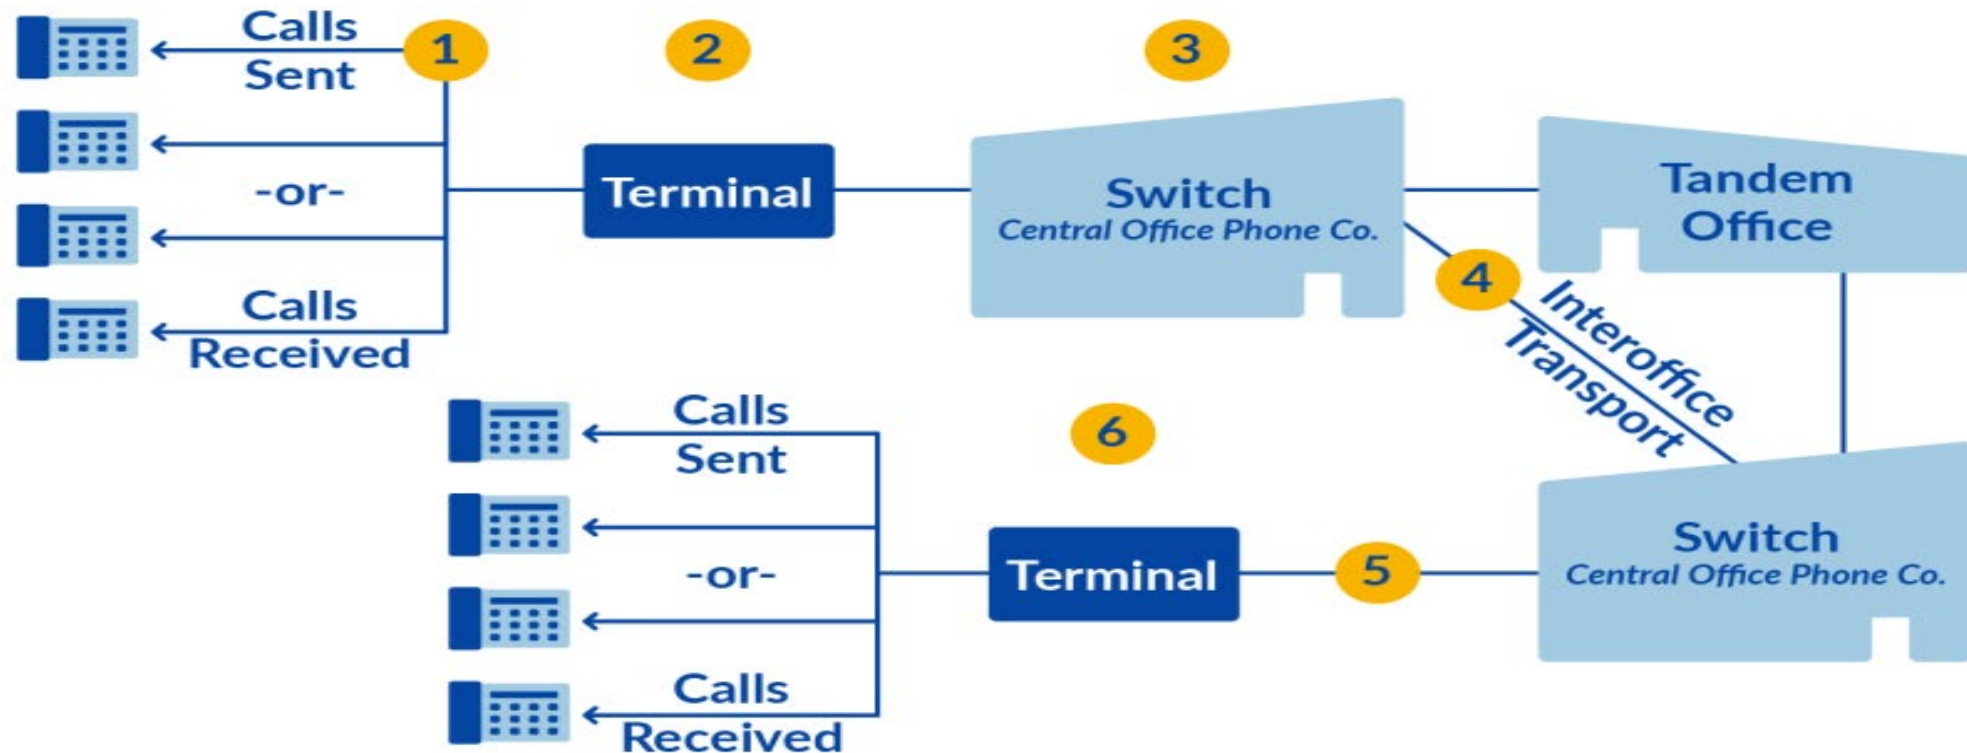 Calls
Sent
1
2
3
-or-
Terminal
Switch
Central Office Phone Co.
Tandem
Office
Calls
Received
4
Interoffice
Transport
Calls
Sent
6
-or-
Terminal
5
Switch
Central Office Phone Co.
Calls
Received